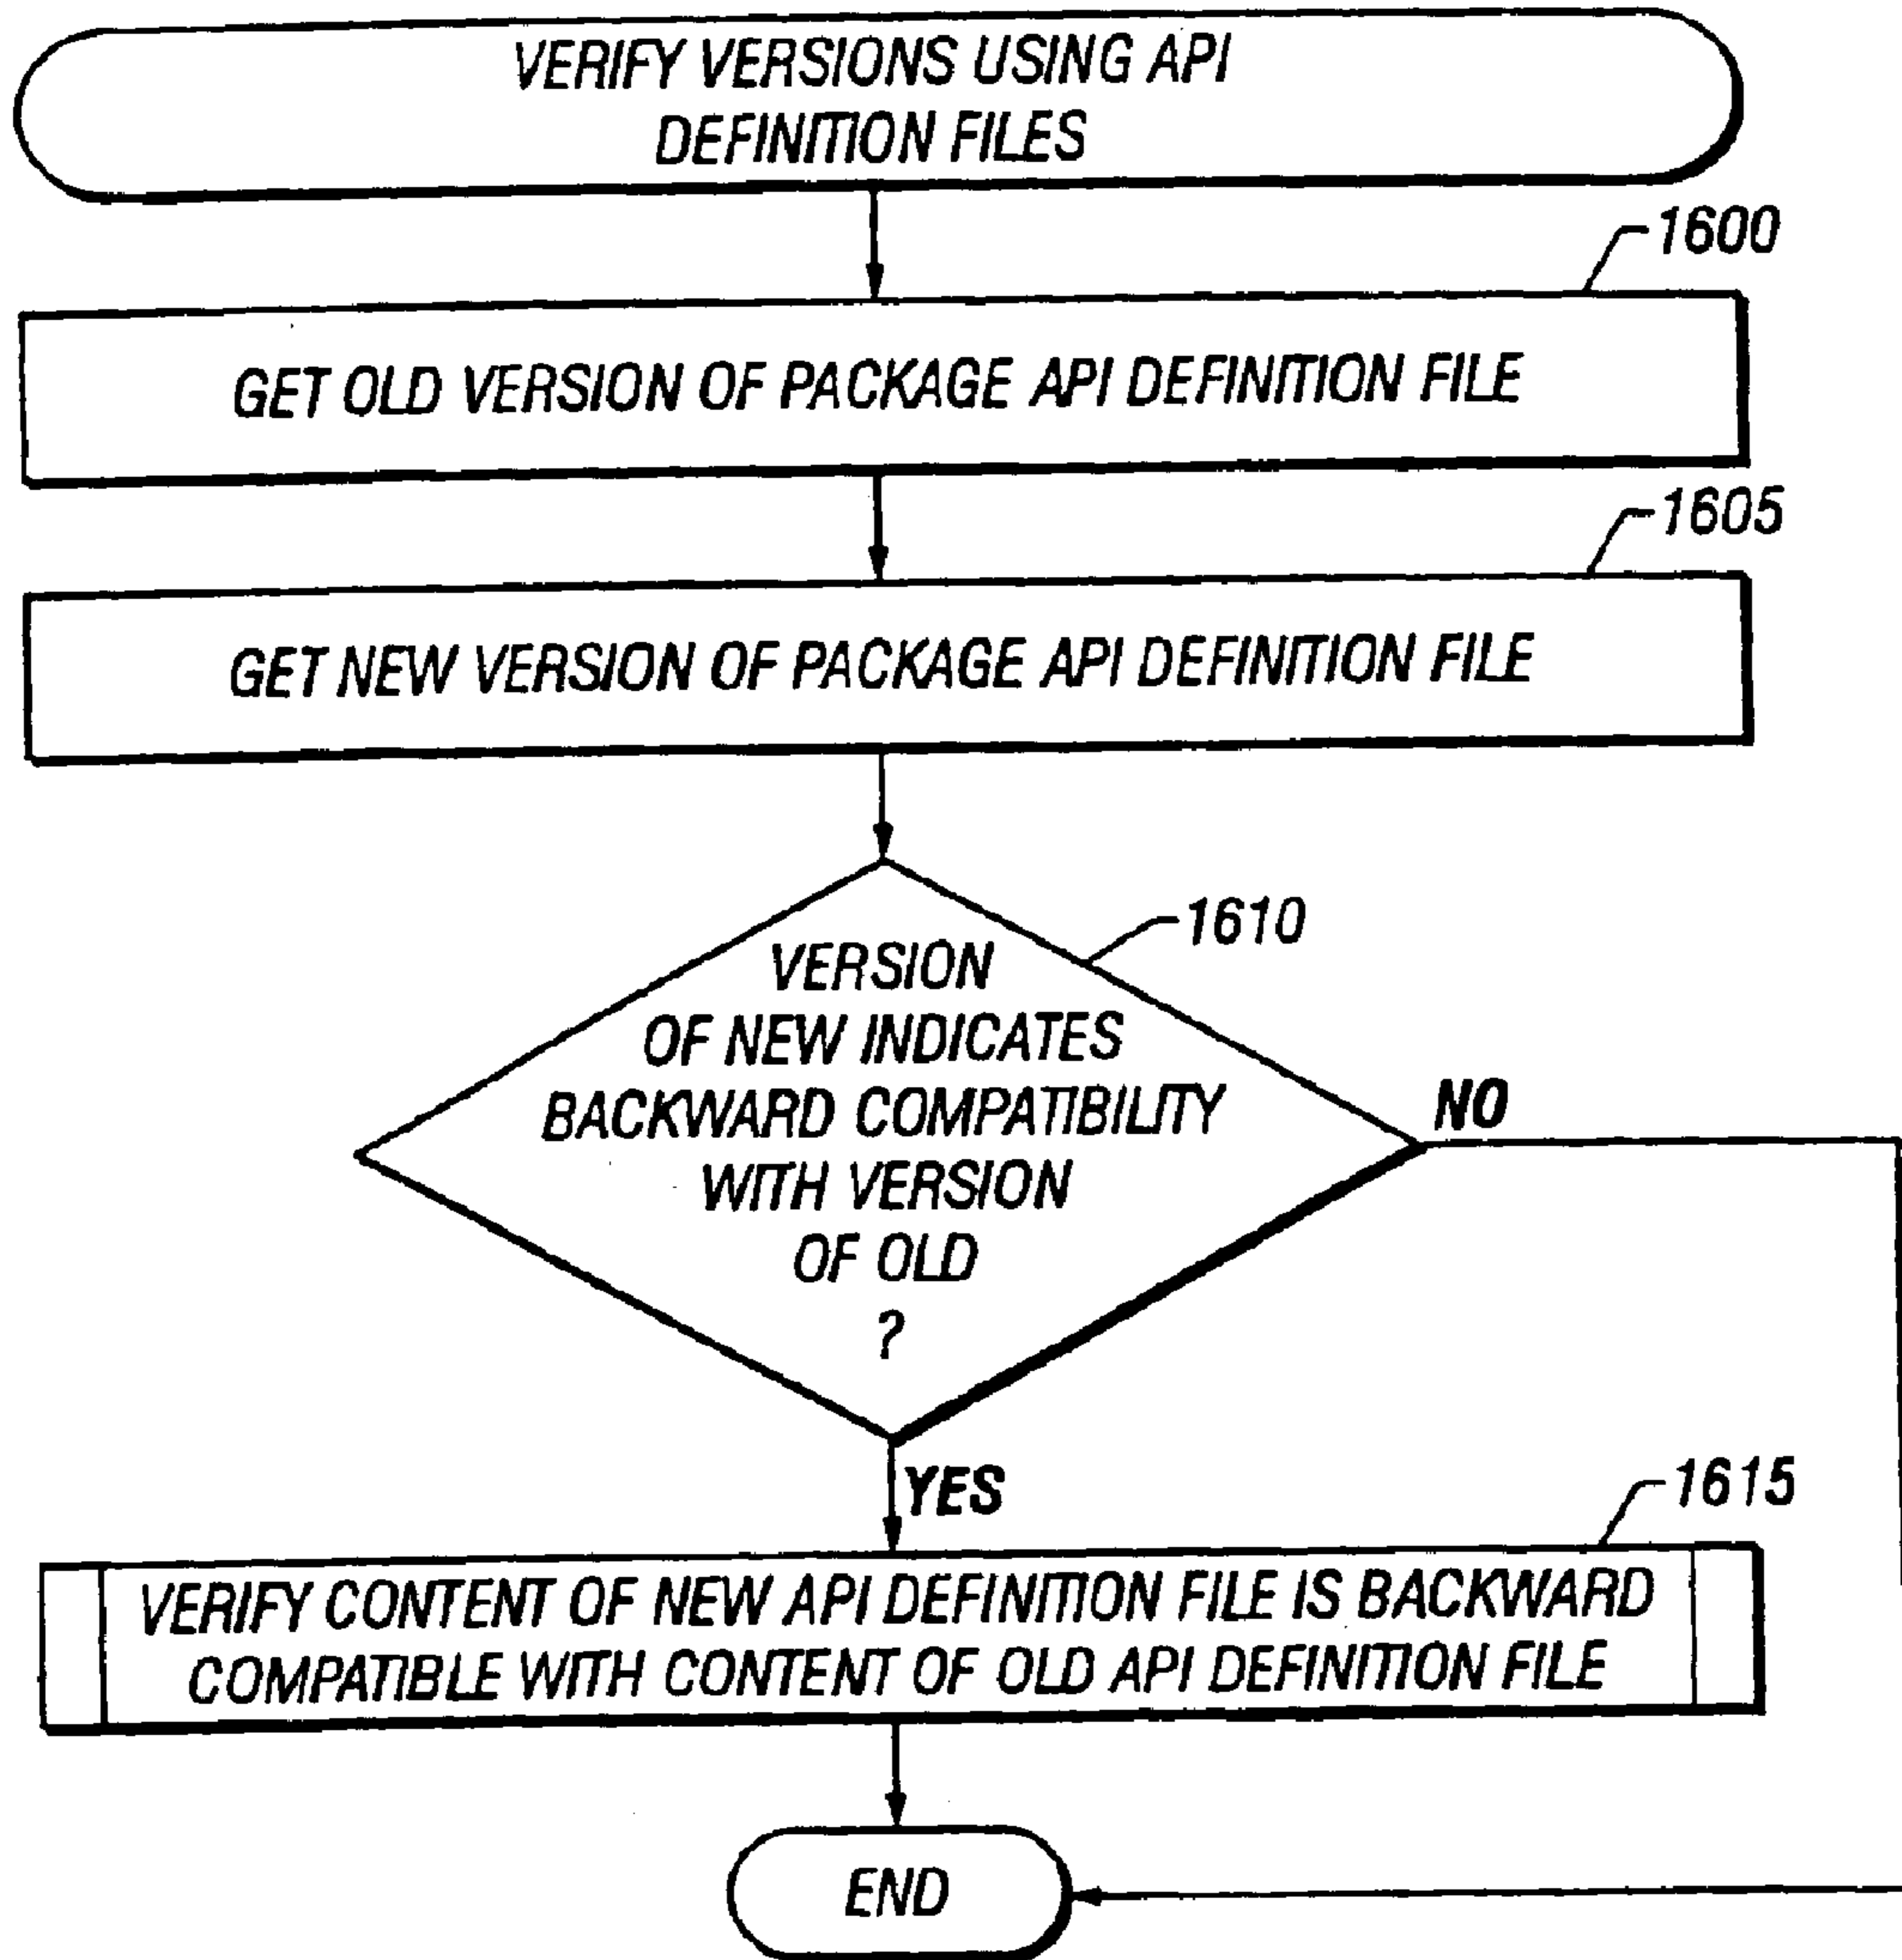 VERIFY VERSIONS USING API
DEFINITION FILES
1600
GET OLD VERSION OF PACKAGE API DEFINITION FILE
1605
GET NEW VERSION OF PACKAGE API DEFINITION FILE
1610
VERSION
OF NEW INDICATES
BACKWARD COMPATIBILITY
WITH VERSION
OF OLD
?
NO
YES
1615
VERIFY CONTENT OF NEW API DEFINITION FILE IS BACKWARD
COMPATIBLE WITH CONTENT OF OLD API DEFINITION FILE
END